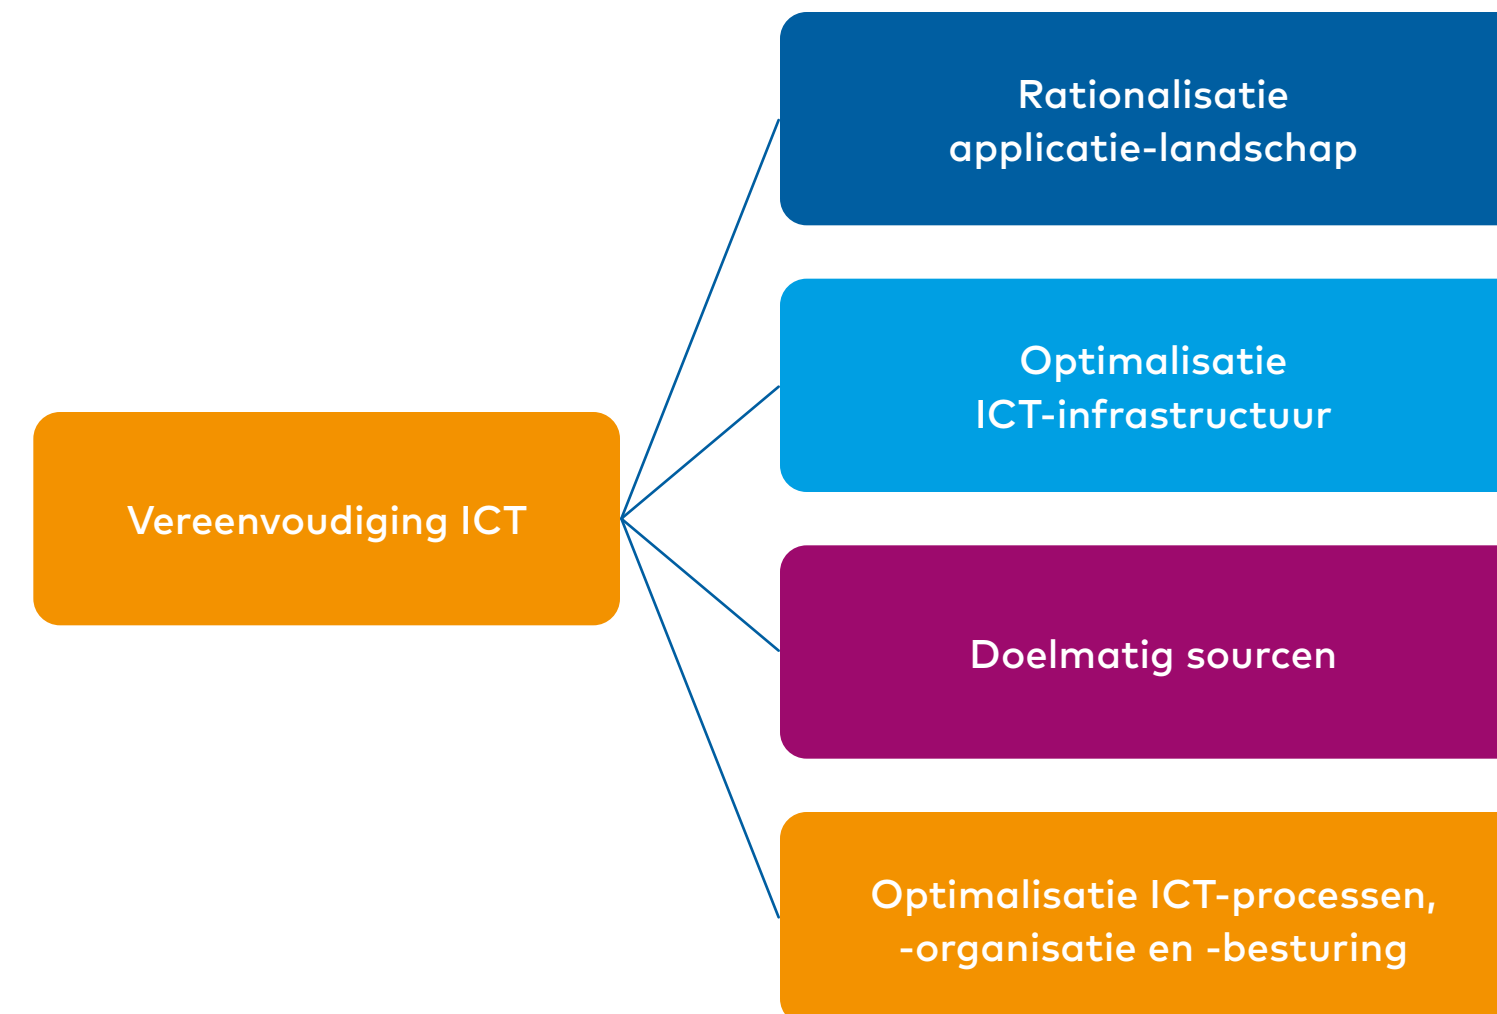 Rationalisatie
applicatie-landschap
Optimalisatie
ICT-infrastructuur
Vereenvoudiging ICT
Doelmatig sourcen
Optimalisatie ICT-processen,
-organisatie en -besturing